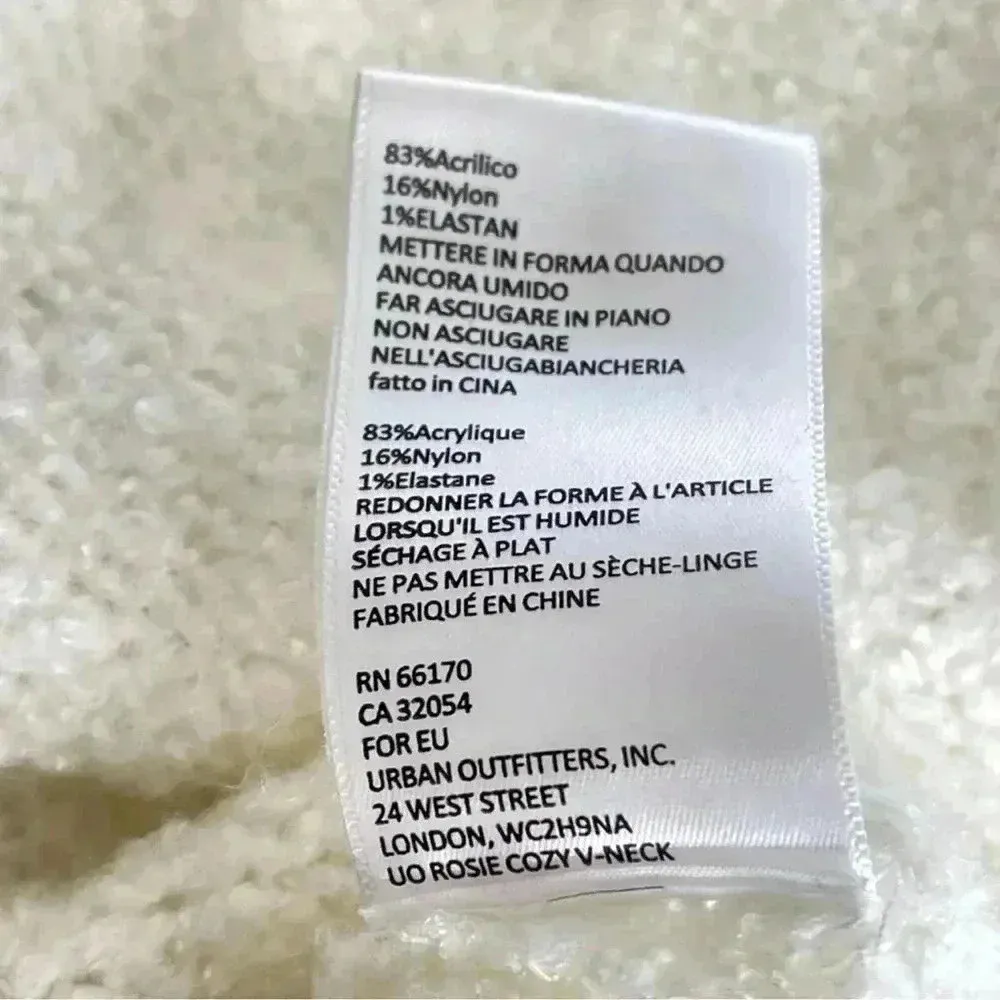 83%Acrilico
16%Nylon
1%ELASTAN
METTERE IN FORMA QUANDO
ANCORA UMIDO
FAR ASCIUGARE IN PIANO
NON ASCIUGARE
NELL'ASCIUGABIANCHERIA
fatto in CINA
83%Acrylique
16%Nylon
1%Elastane
REDONNER LA FORME À L'ARTICLE
LORSQU'IL EST HUMIDE
SÉCHAGE À PLAT
NE PAS METTRE AU SÈCHE-LINGE
FABRIQUÉ EN CHINE
RN 66170
CA 32054
FOR EU
URBAN OUTFITTERS, INC.
24 WEST STREET
LONDON, WC2H9NA
UO ROSIE COZY V-NECK